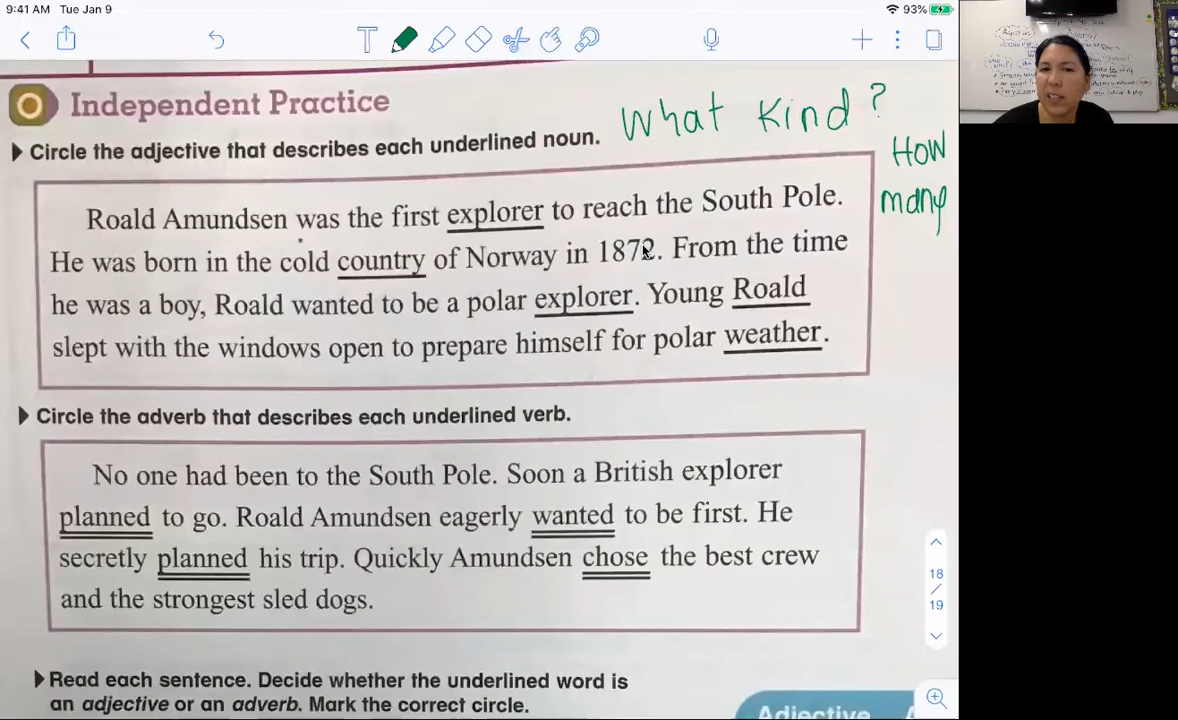 9:41 AM Tue Jan 9
93%
Independent Practice
What Kind?
Circle the adjective that describes each underlined noun.
How
many
Roald Amundsen was the first explorer to reach the South Pole.
He was born in the cold country of Norway in 1872. From the time
he was a boy, Roald wanted to be a polar explorer. Young Roald
slept with the windows open to prepare himself for polar weather.
Circle the adverb that describes each underlined verb.
No one had been to the South Pole. Soon a British explorer
planned to go. Roald Amundsen eagerly wanted to be first. He
secretly planned his trip. Quickly Amundsen chose the best crew
and the strongest sled dogs.
18
/
19
Read each sentence. Decide whether the underlined word is
an adjective or an adverb. Mark the correct circle.
Adjective